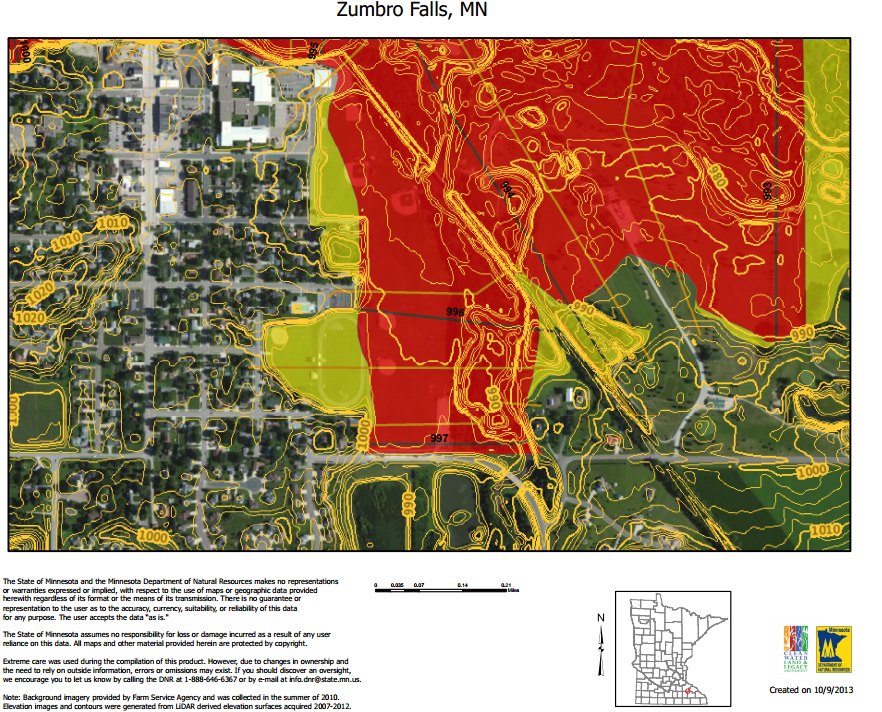 Zumbro Falls, MN
1000
995
1010
1010
1020
1020
994
980
993
990
996
990
990
1000
997
1000
1000
990
1000
1010
The State of Minnesota and the Minnesota Department of Natural Resources makes no representations
or warranties expressed or implied, with respect to the use of maps or geographic data provided
herewith regardless of its format or the means of its transmission. There is no guarantee or
representation to the user as to the accuracy, currency, suitability, or reliability of this data
for any purpose. The user accepts the data "as is."
The State of Minnesota assumes no responsibility for loss or damage incurred as a result of any user
reliance on this data. All maps and other material provided herein are protected by copyright.
Extreme care was used during the compilation of this product. However, due to changes in ownership and
the need to rely on outside information, errors or omissions may exist. If you should discover an oversight,
we encourage you to let us know by calling the DNR at 1-888-646-6367 or by e-mail at info.dnr@state.mn.us.
Note: Background imagery provided by Farm Service Agency and was collected in the summer of 2010.
Elevation images and contours were generated from LiDAR derived elevation surfaces acquired 2007-2012.
0 0.035 0.07 0.14 0.21
Miles
N
CLEAN
WATER
LAND &
LEGACY
AMENDMENT
Minnesota
DEPARTMENT OF
NATURAL RESOURCES
Created on 10/9/2013